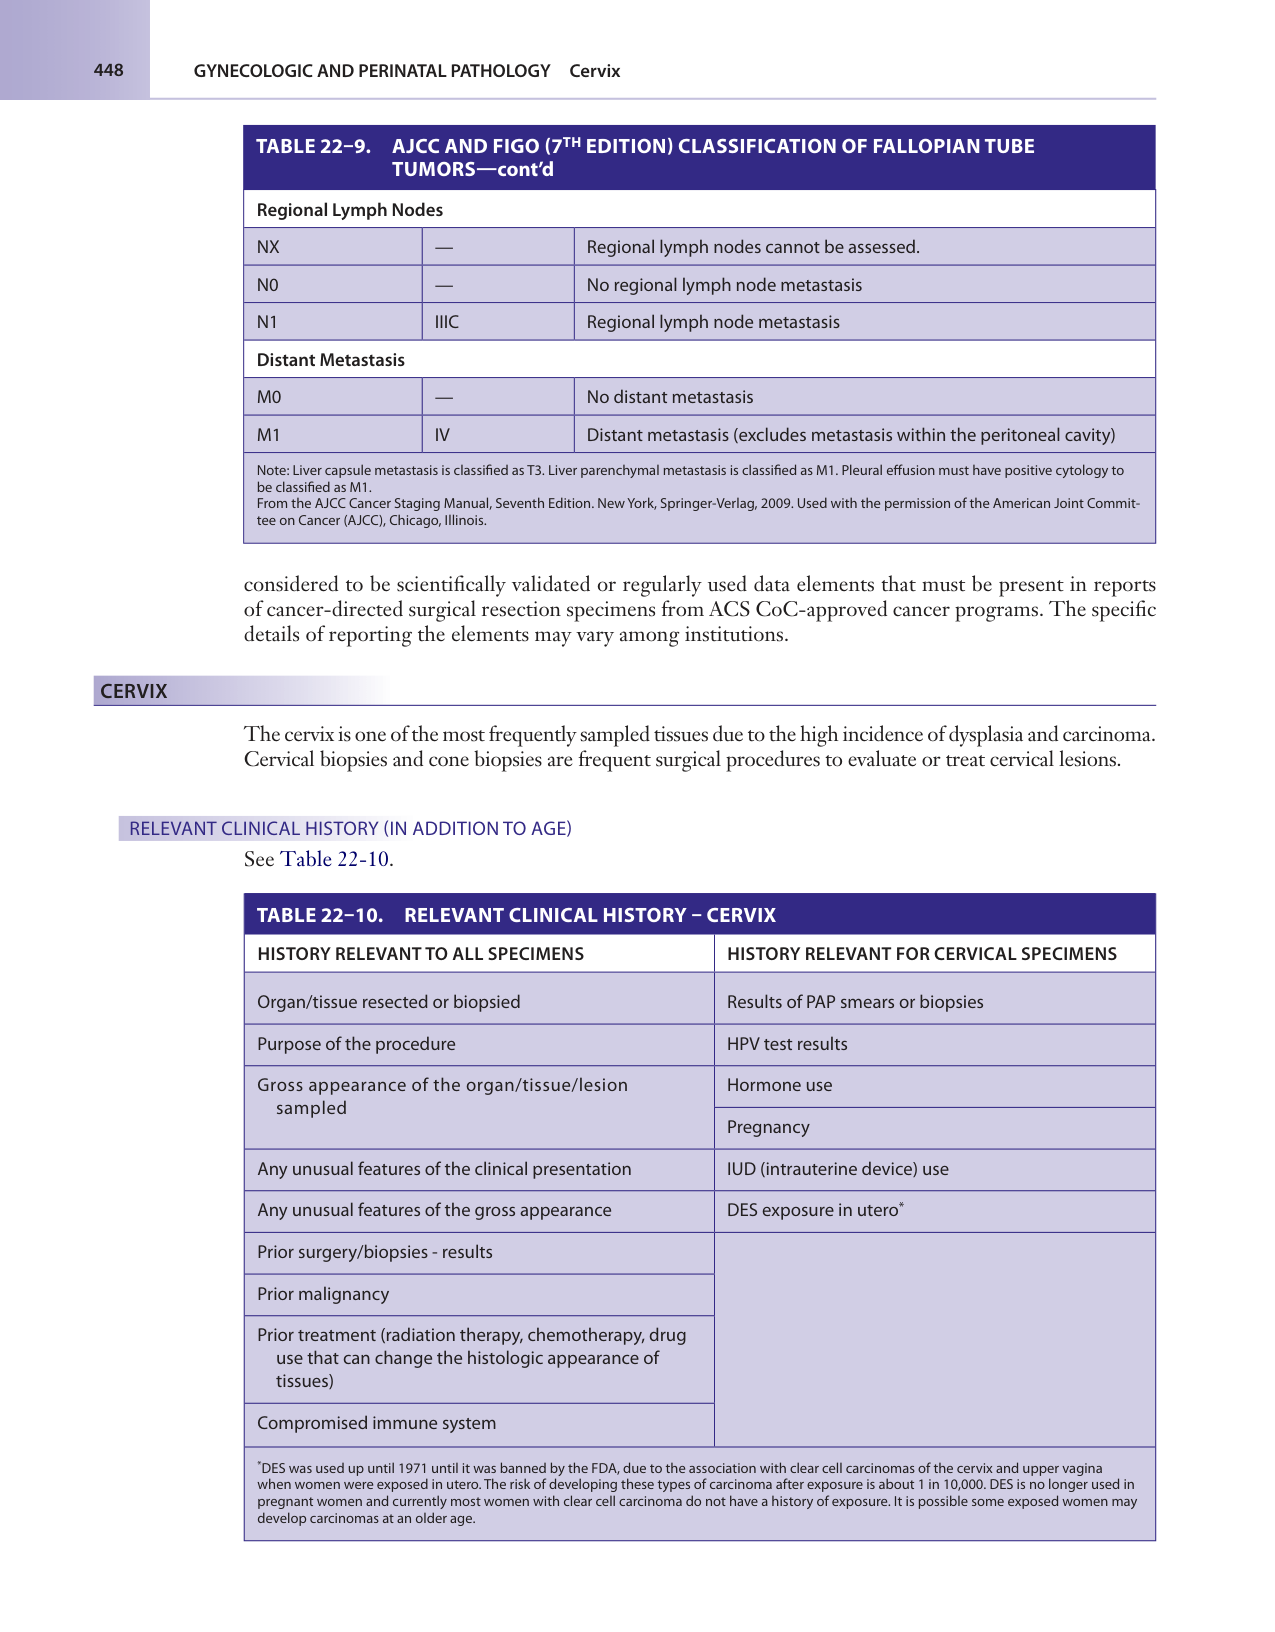 448 GYNECOLOGIC AND PERINATAL PATHOLOGY Cervix
TABLE 22–9. AJCC AND FIGO (7TH EDITION) CLASSIFICATION OF FALLOPIAN TUBE
TUMORS—cont’d
Regional Lymph Nodes
NX — Regional lymph nodes cannot be assessed.
N0 — No regional lymph node metastasis
N1 IIIC Regional lymph node metastasis
Distant Metastasis
M0 — No distant metastasis
M1 IV Distant metastasis (excludes metastasis within the peritoneal cavity)
Note: Liver capsule metastasis is classified as T3. Liver parenchymal metastasis is classified as M1. Pleural effusion must have positive cytology to
be classified as M1.
From the AJCC Cancer Staging Manual, Seventh Edition. New York, Springer-Verlag, 2009. Used with the permission of the American Joint Commit-
tee on Cancer (AJCC), Chicago, Illinois.
considered to be scientifically validated or regularly used data elements that must be present in reports
of cancer-directed surgical resection specimens from ACS CoC-approved cancer programs. The specific
details of reporting the elements may vary among institutions.
CERVIX
The cervix is one of the most frequently sampled tissues due to the high incidence of dysplasia and carcinoma.
Cervical biopsies and cone biopsies are frequent surgical procedures to evaluate or treat cervical lesions.
RELEVANT CLINICAL HISTORY (IN ADDITION TO AGE)
See Table 22-10.
TABLE 22–10. RELEVANT CLINICAL HISTORY – CERVIX
HISTORY RELEVANT TO ALL SPECIMENS HISTORY RELEVANT FOR CERVICAL SPECIMENS
Organ/tissue resected or biopsied Results of PAP smears or biopsies
Purpose of the procedure HPV test results
Gross appearance of the organ/tissue/lesion Hormone use
sampled
Pregnancy
Any unusual features of the clinical presentation IUD (intrauterine device) use
Any unusual features of the gross appearance DES exposure in utero*
Prior surgery/biopsies - results
Prior malignancy
Prior treatment (radiation therapy, chemotherapy, drug
use that can change the histologic appearance of
tissues)
Compromised immune system
*DES was used up until 1971 until it was banned by the FDA, due to the association with clear cell carcinomas of the cervix and upper vagina
when women were exposed in utero. The risk of developing these types of carcinoma after exposure is about 1 in 10,000. DES is no longer used in
pregnant women and currently most women with clear cell carcinoma do not have a history of exposure. It is possible some exposed women may
develop carcinomas at an older age.